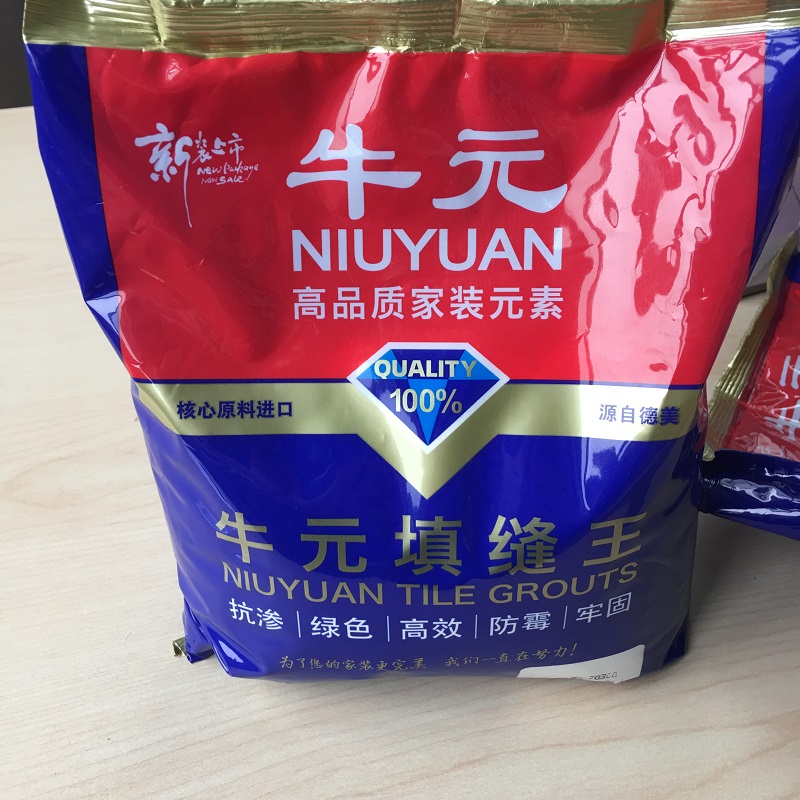 新装上市
New Package
Now Sale
牛元
NIUYUAN
高品质家装元素
QUALITY
100%
核心原料进口
源自德美
牛元填缝王
NIUYUAN TILE GROUTS
抗渗|绿色|高效|防霉|牢固
为了您的家装更完美 我们一直在努力!